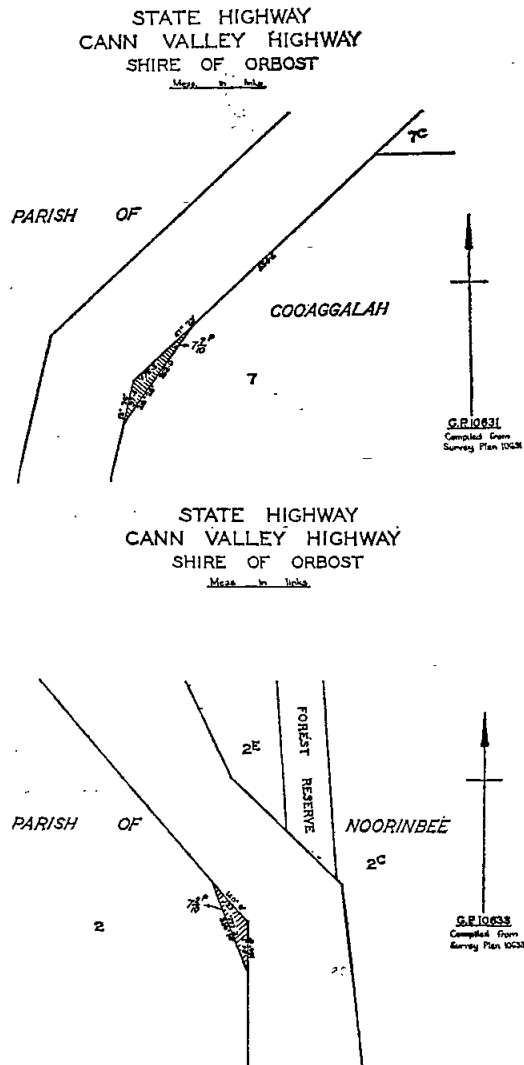 STATE HIGHWAY
CANN VALLEY HIGHWAY
SHIRE OF ORBOST
Meas. in links
7C
PARISH OF
COOAGGALAH
7
G.P. 10631
Compiled from
Survey Plan 10631
STATE HIGHWAY
CANN VALLEY HIGHWAY
SHIRE OF ORBOST
Meas in links
2E
FOREST RESERVE
PARISH OF
NOORINBEE
2C
2
G.P. 10633
Compiled from
Survey Plan 10633